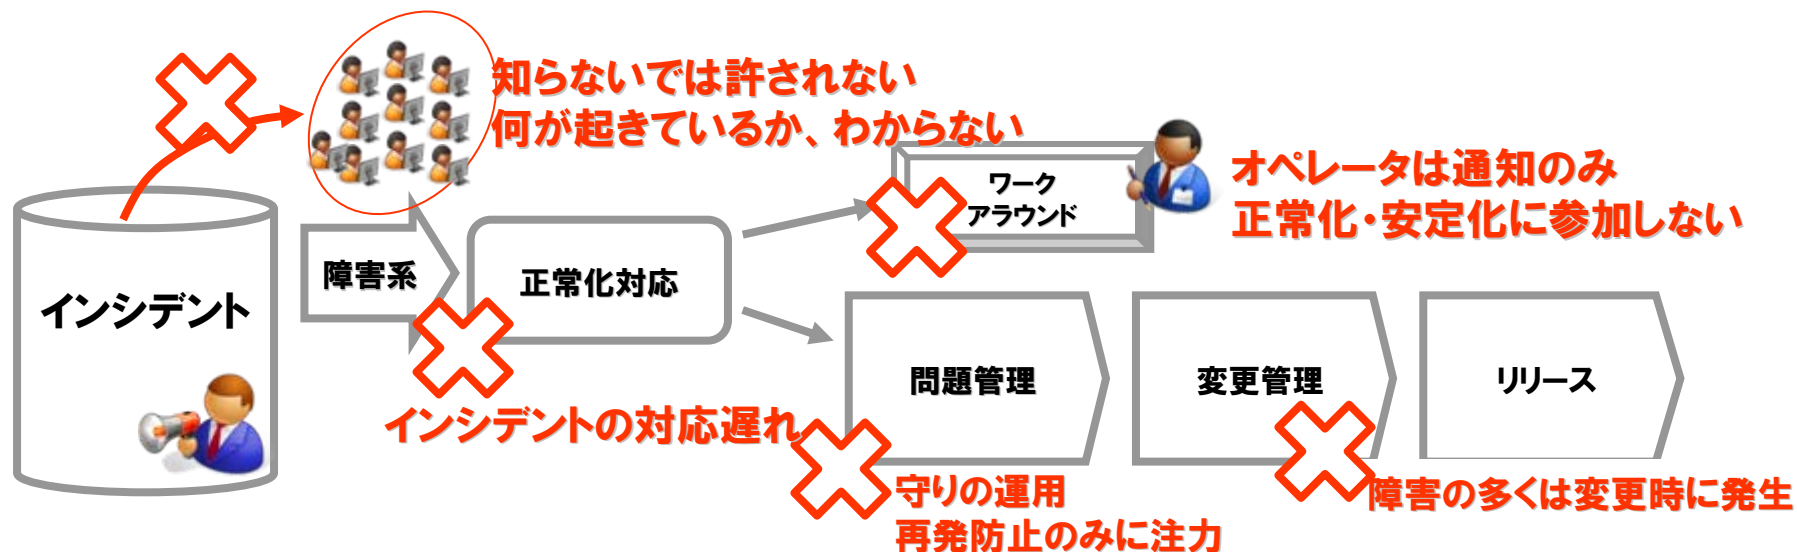 知らないでは許されない
何が起きているか、わからない
ワーク
アラウンド
オペレータは通知のみ
正常化・安定化に参加しない
インシデント
障害系
正常化対応
インシデントの対応遅れ
問題管理
変更管理
リリース
守りの運用
再発防止のみに注力
障害の多くは変更時に発生